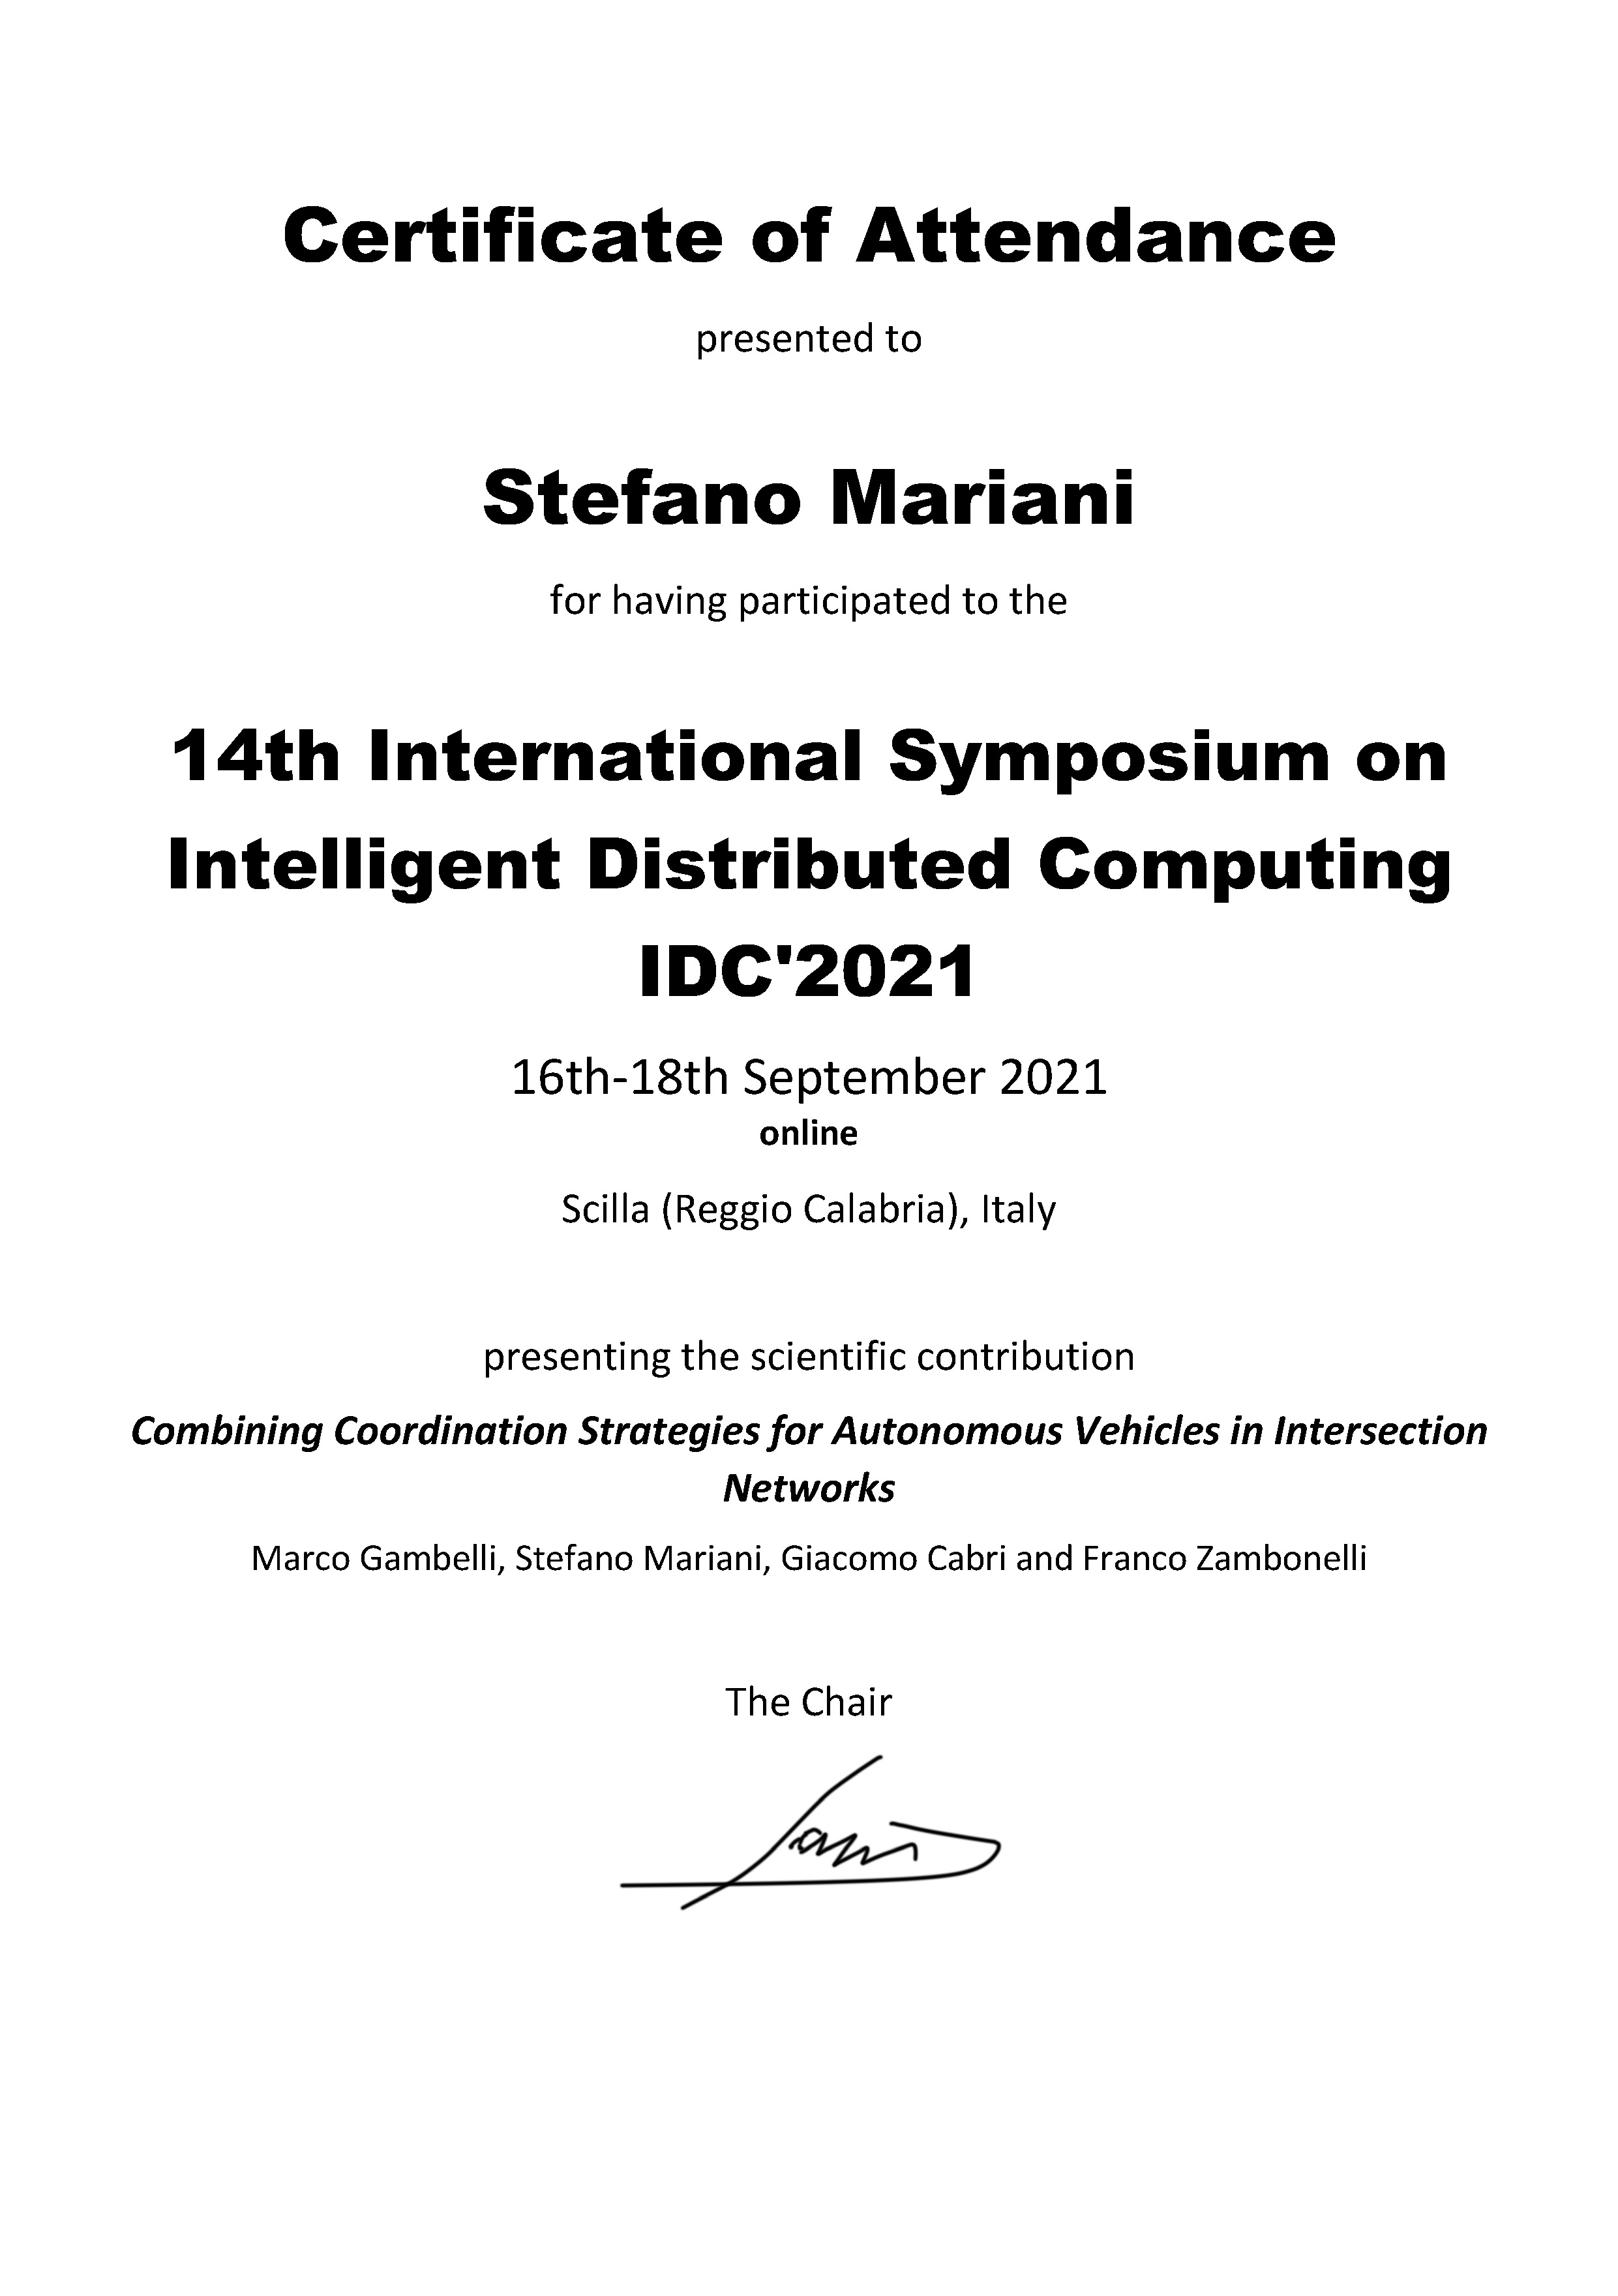 Certificate of Attendance
presented to
Stefano Mariani
for having participated to the
14th International Symposium on
Intelligent Distributed Computing
IDC'2021
16th-18th September 2021
online
Scilla (Reggio Calabria), Italy
presenting the scientific contribution
Combining Coordination Strategies for Autonomous Vehicles in Intersection
Networks
Marco Gambelli, Stefano Mariani, Giacomo Cabri and Franco Zambonelli
The Chair